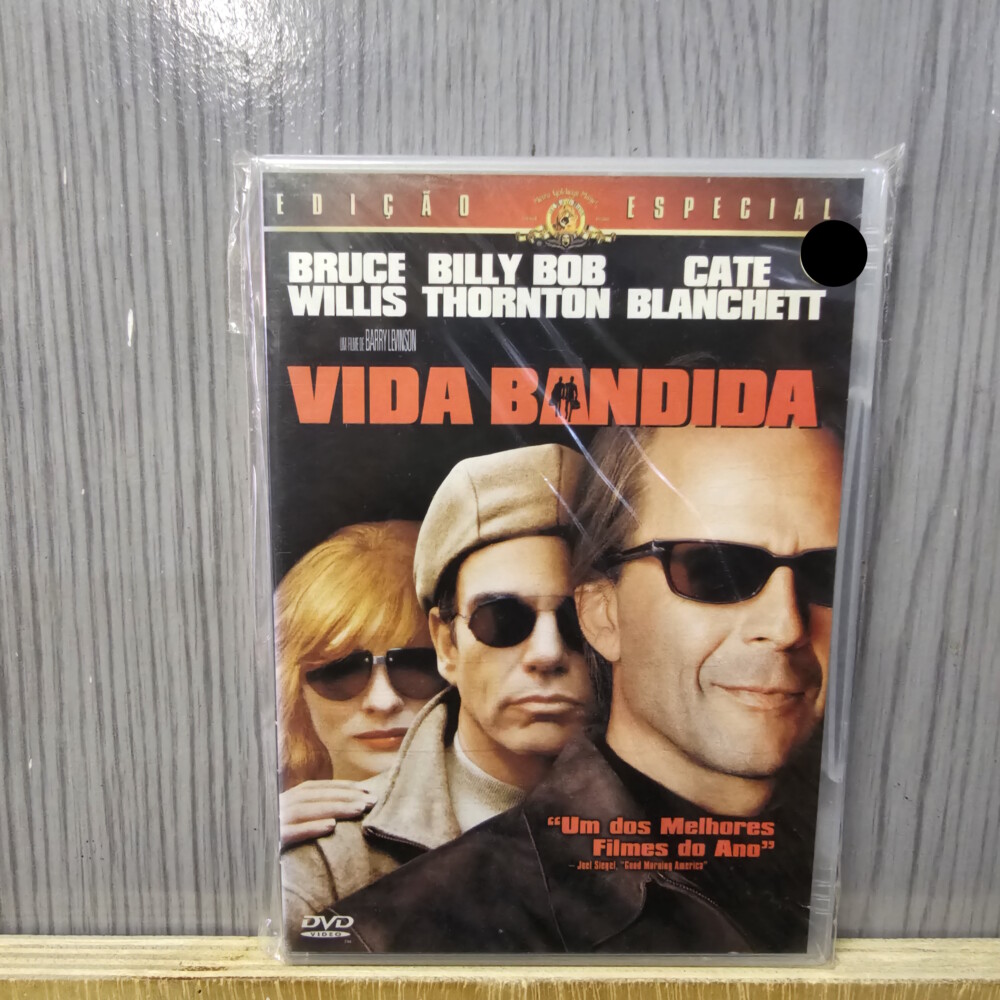 EDIÇÃO ESPECIAL
BRUCE WILLIS
BILLY BOB THORNTON
CATE BLANCHETT
UM FILME DE BARRY LEVINSON
VIDA BANDIDA
“Um dos Melhores
Filmes do Ano”
– Joel Siegel, “Good Morning America”
DVD
VIDEO